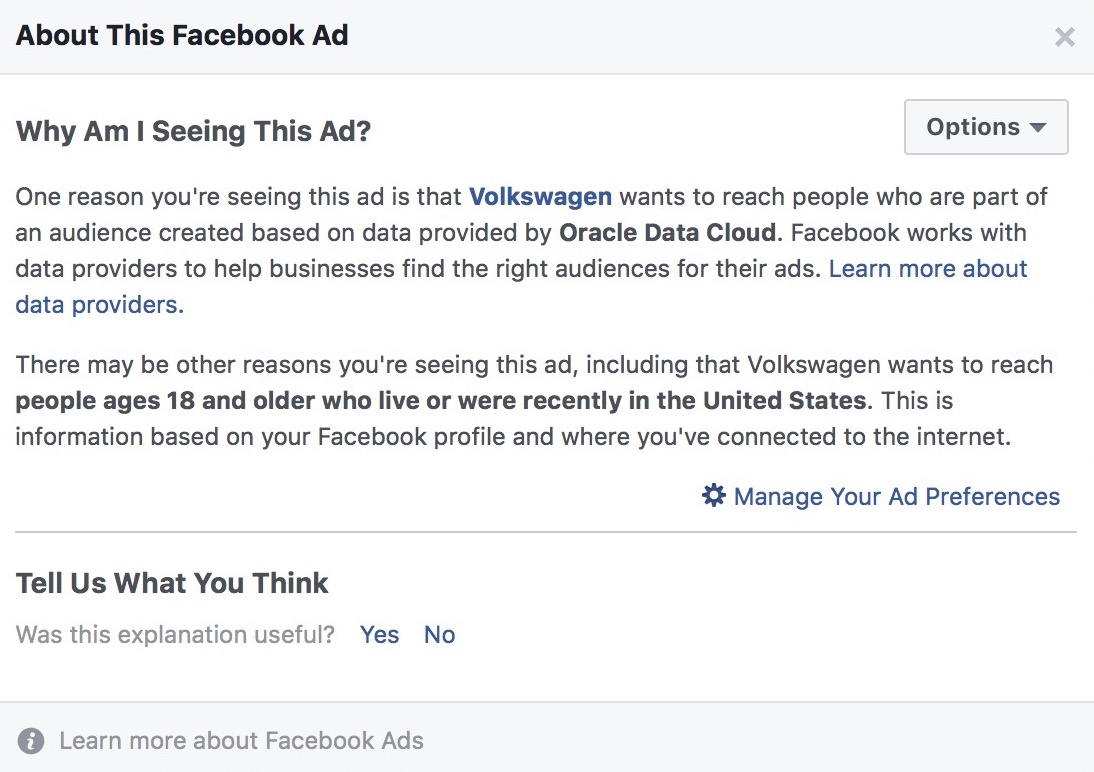 About This Facebook Ad
Why Am I Seeing This Ad?
Options
One reason you're seeing this ad is that Volkswagen wants to reach people who are part of
an audience created based on data provided by Oracle Data Cloud. Facebook works with
data providers to help businesses find the right audiences for their ads. Learn more about
data providers.
There may be other reasons you're seeing this ad, including that Volkswagen wants to reach
people ages 18 and older who live or were recently in the United States. This is
information based on your Facebook profile and where you've connected to the internet.
Manage Your Ad Preferences
Tell Us What You Think
Was this explanation useful? Yes No
Learn more about Facebook Ads